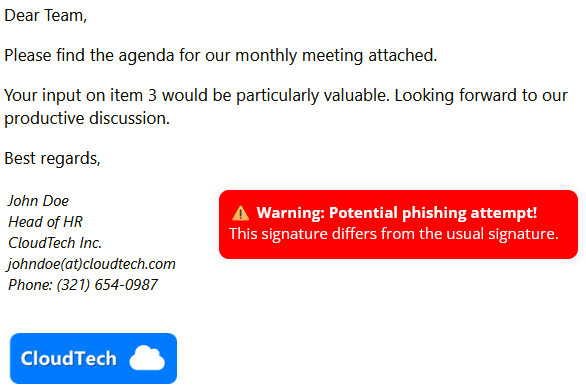 Dear Team,
Please find the agenda for our monthly meeting attached.
Your input on item 3 would be particularly valuable. Looking forward to our
productive discussion.
Best regards,
John Doe
Head of HR
CloudTech Inc.
johndoe(at)cloudtech.com
Phone: (321) 654-0987
⚠ Warning: Potential phishing attempt!
This signature differs from the usual signature.
CloudTech